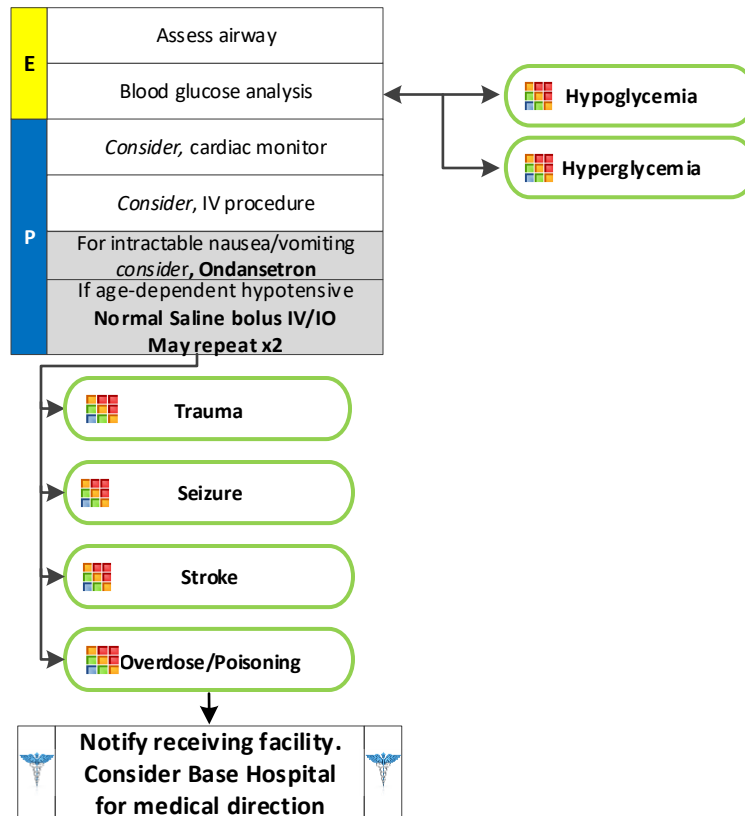 E
Assess airway
Blood glucose analysis
Hypoglycemia
Hyperglycemia
P
Consider, cardiac monitor
Consider, IV procedure
For intractable nausea/vomiting
consider, Ondansetron
If age-dependent hypotensive
Normal Saline bolus IV/IO
May repeat x2
Trauma
Seizure
Stroke
Overdose/Poisoning
Notify receiving facility.
Consider Base Hospital
for medical direction